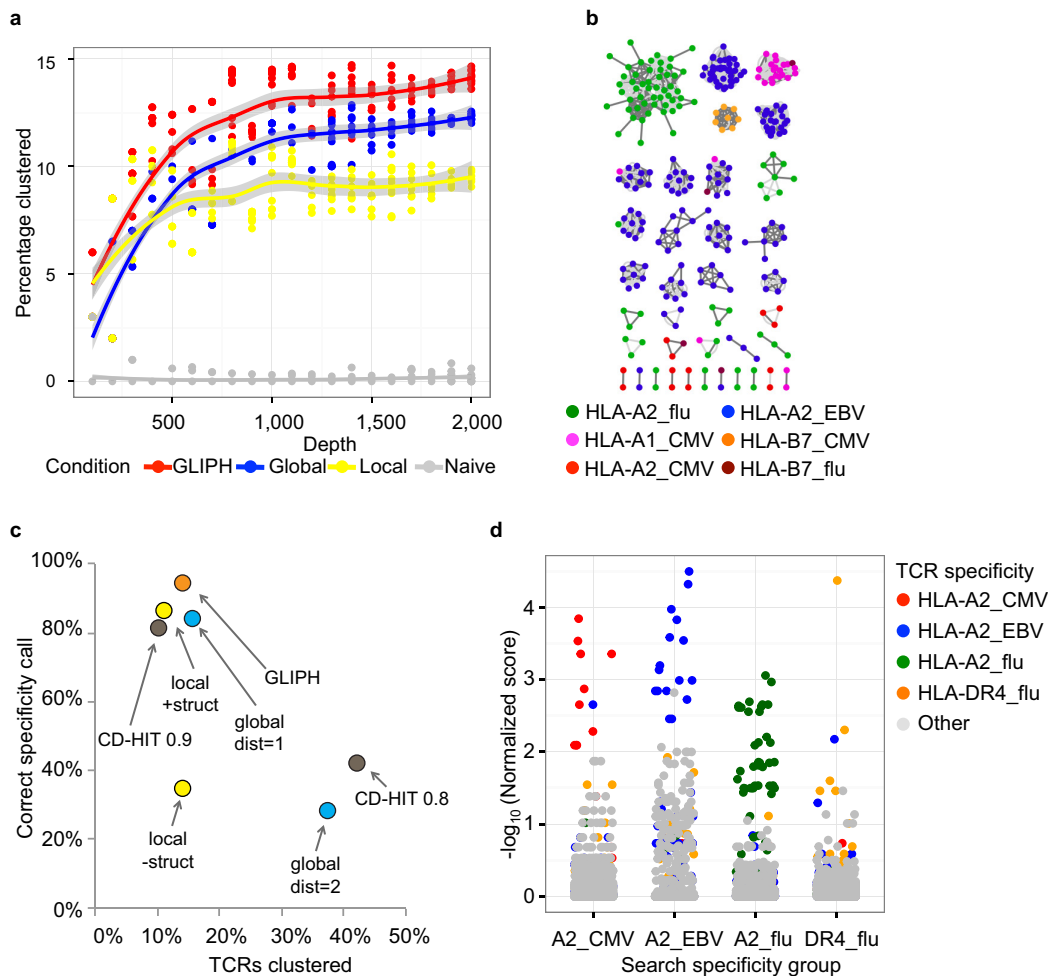 a
Percentage clustered
15
10
5
0
500
1,000
1,500
2,000
Depth
Condition
GLIPH
Global
Local
Naive
b
HLA-A2_flu
HLA-A2_EBV
HLA-A1_CMV
HLA-B7_CMV
HLA-A2_CMV
HLA-B7_flu
c
Correct specificity call
100%
80%
60%
40%
20%
0%
CD-HIT 0.9
local
+struct
global
dist=1
GLIPH
local
-struct
global
dist=2
CD-HIT 0.8
0%
10%
20%
30%
40%
50%
TCRs clustered
d
-log10 (Normalized score)
4
3
2
1
0
A2_CMV
A2_EBV
A2_flu
DR4_flu
Search specificity group
TCR specificity
HLA-A2_CMV
HLA-A2_EBV
HLA-A2_flu
HLA-DR4_flu
Other